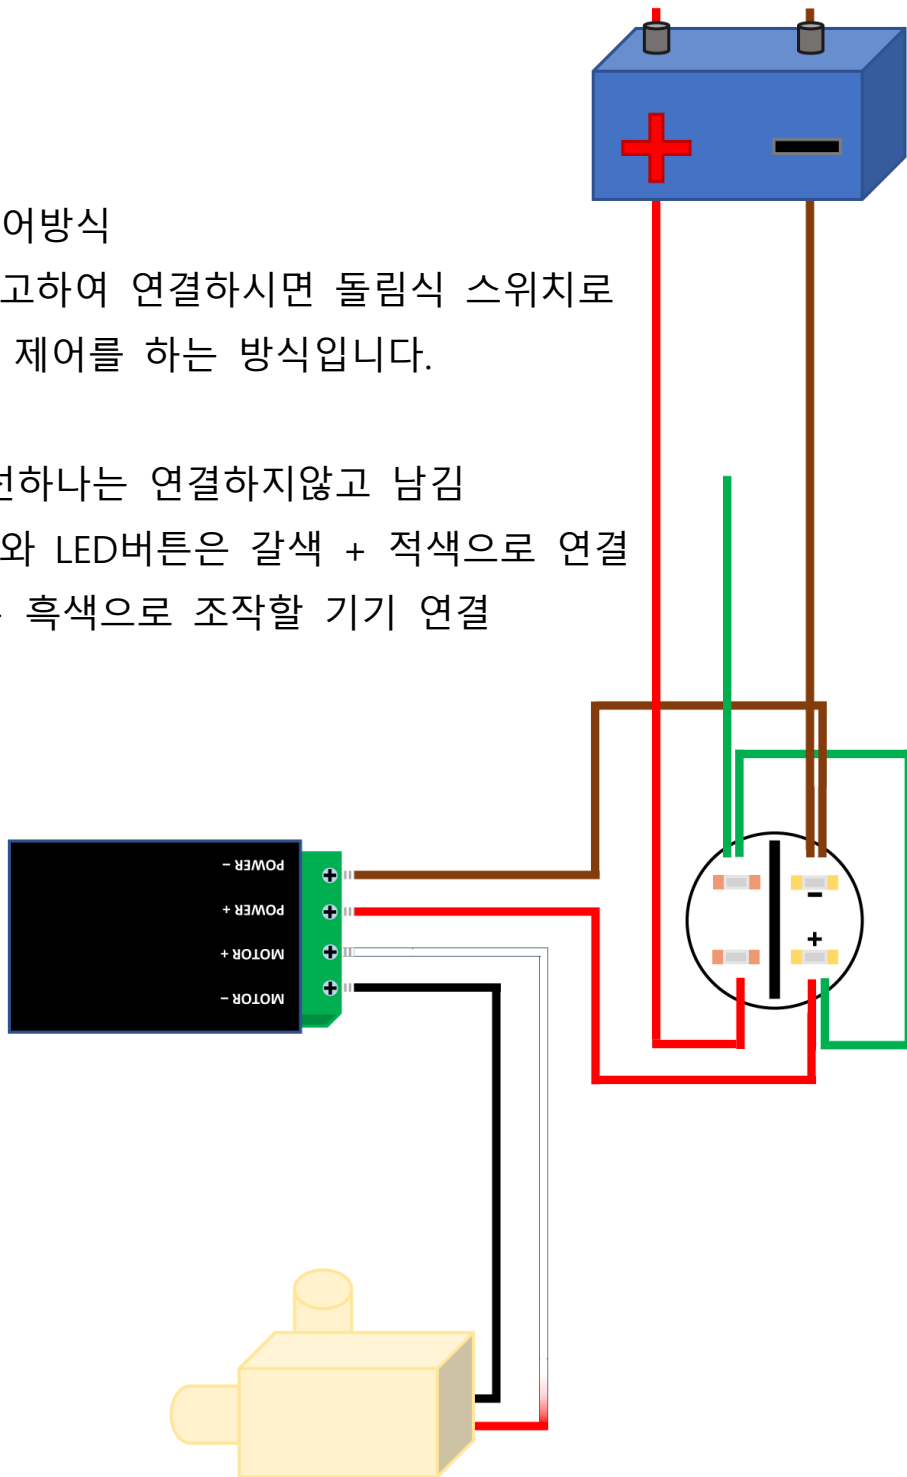 어방식
고하여 연결하시면 돌림식 스위치로
제어를 하는 방식입니다.
선하나는 연결하지않고 남김
와 LED버튼은 갈색 + 적색으로 연결
흑색으로 조작할 기기 연결
POWER -
POWER +
MOTOR +
MOTOR -
-
+